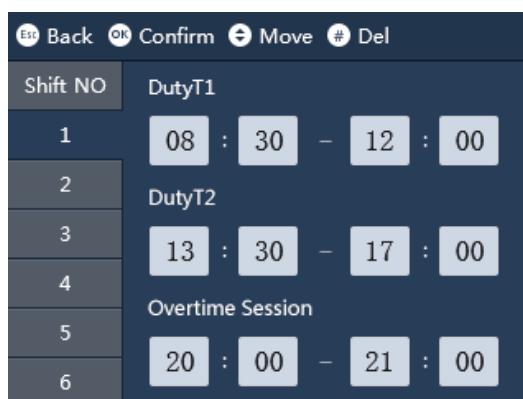 Esc Back OK Confirm Move # Del
Shift NO
1
2
3
4
5
6
DutyT1
08 : 30 – 12 : 00
DutyT2
13 : 30 – 17 : 00
Overtime Session
20 : 00 – 21 : 00